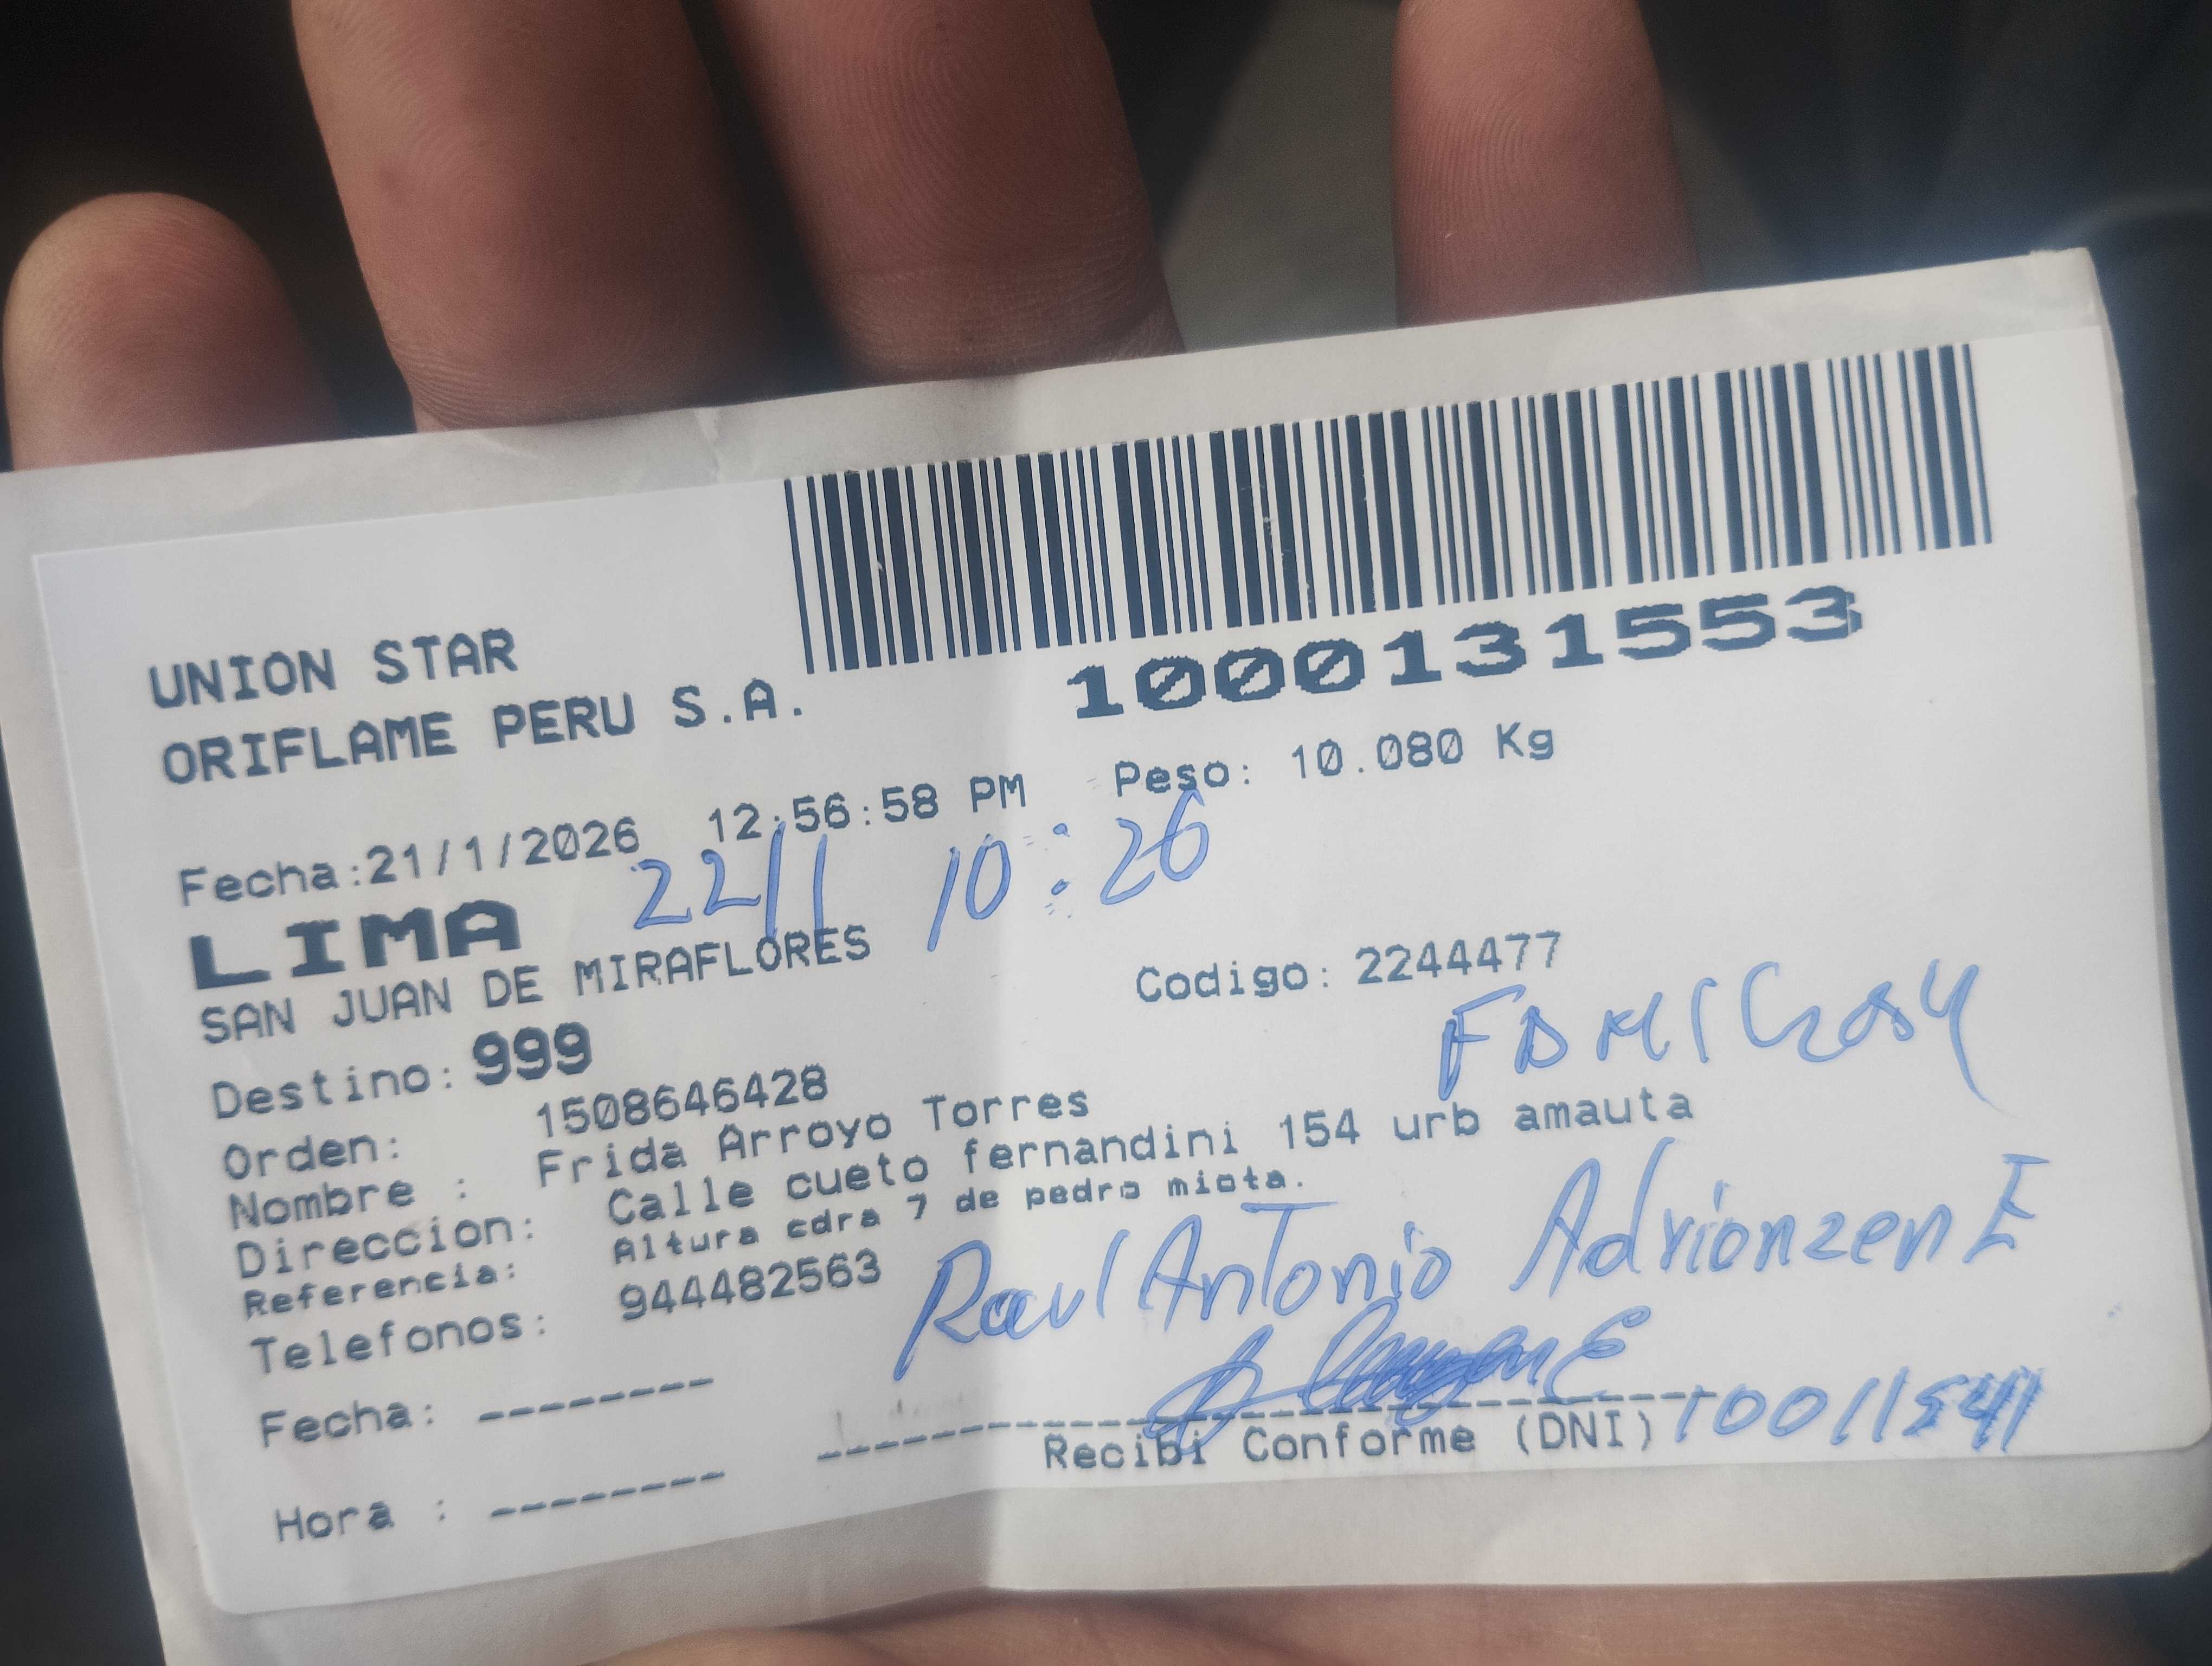 1000131553
UNION STAR
ORIFLAME PERU S.A.
Fecha:21/1/2026 12:56:58 PM Peso: 10.080 Kg
22/1 10:26
LIMA
SAN JUAN DE MIRAFLORES
Codigo: 2244477
Destino: 999
Orden: 1508646428
Nombre : Frida Arroyo Torres
Direccion: Calle cueto fernandini 154 urb amauta
Referencia: Altura cdra 7 de pedro miota.
Telefonos: 944482563
Raul Antonio Adrionzen E
Fecha: --------
Recibi Conforme (DNI) 10011541
Hora : --------